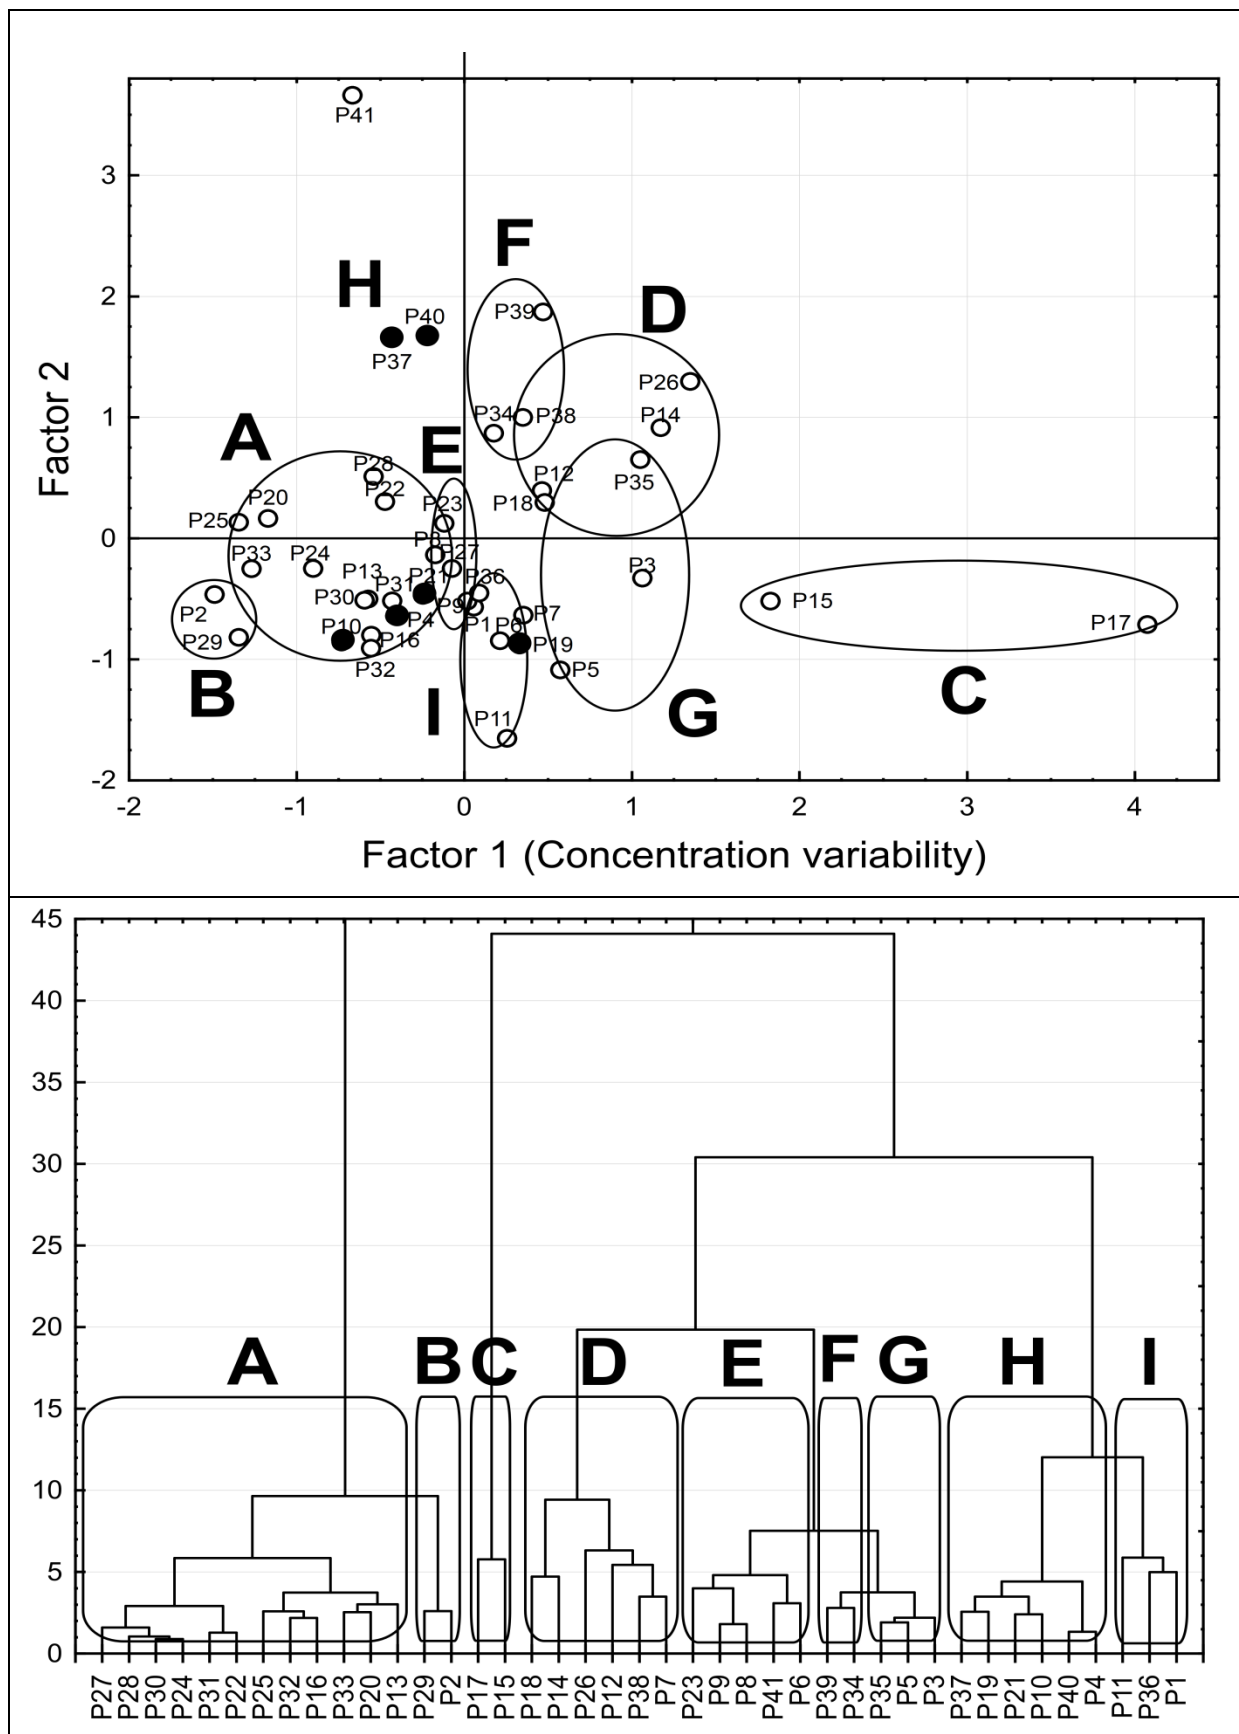 P41
3
F
H
P39
P40
2
D
P37
P26
P34
P38
P14
1
A
E
P28
P12
P35
P22
P20
P23
P18
P25
0
P8
P27
P33
P24
P3
P13
P21
P36
P31
P30
P9
P15
P2
P10
P4
P1
P6
P7
P17
P29
P16
P19
-1
P32
P5
B
I
P11
G
C
-2
-2
-1
0
1
2
3
4
Factor 2
Factor 1 (Concentration variability)
45
40
35
30
25
20
A
B
C
D
E
F
G
H
I
15
10
5
0
P27
P28
P30
P24
P31
P22
P25
P32
P16
P33
P20
P13
P29
P2
P17
P15
P18
P14
P26
P12
P38
P7
P23
P9
P8
P41
P6
P39
P34
P35
P5
P3
P37
P19
P21
P10
P40
P4
P11
P36
P1